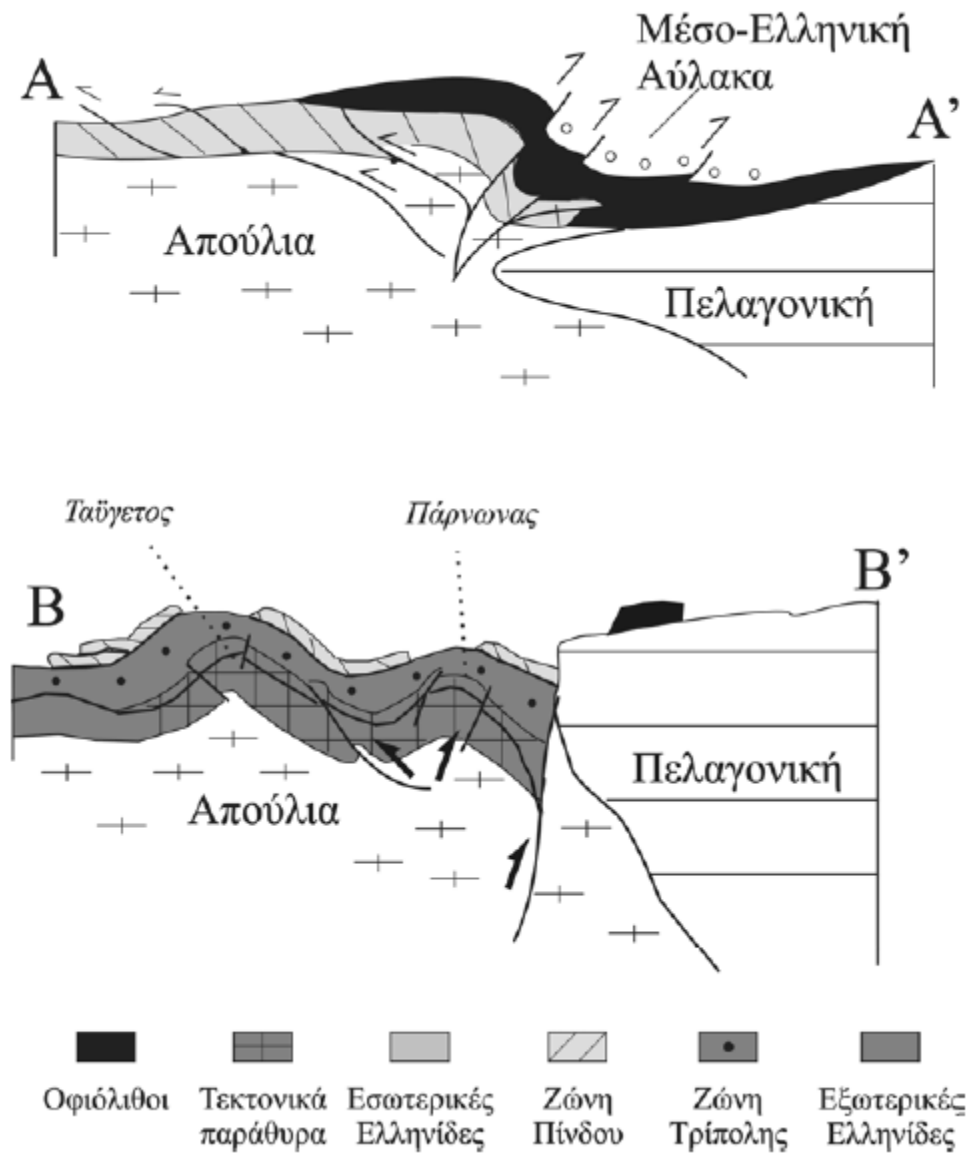 Μέσο-Ελληνική
Αύλακα
Α
Α’
Απούλια
Πελαγονική
Ταΰγετος
Πάρνωνας
Β
Β’
Πελαγονική
Απούλια
Οφιόλιθοι
Τεκτονικά
παράθυρα
Εσωτερικές
Ελληνίδες
Ζώνη
Πίνδου
Ζώνη
Τρίπολης
Εξωτερικές
Ελληνίδες